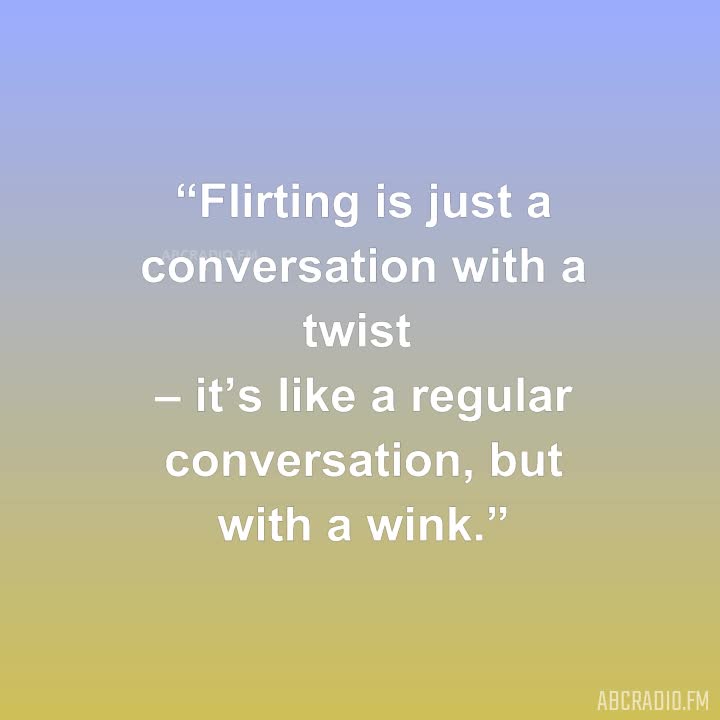 “Flirting is just a
ABCRADIO.FM
conversation with a
twist
– it’s like a regular
conversation, but
with a wink.”
ABCRADIO.FM